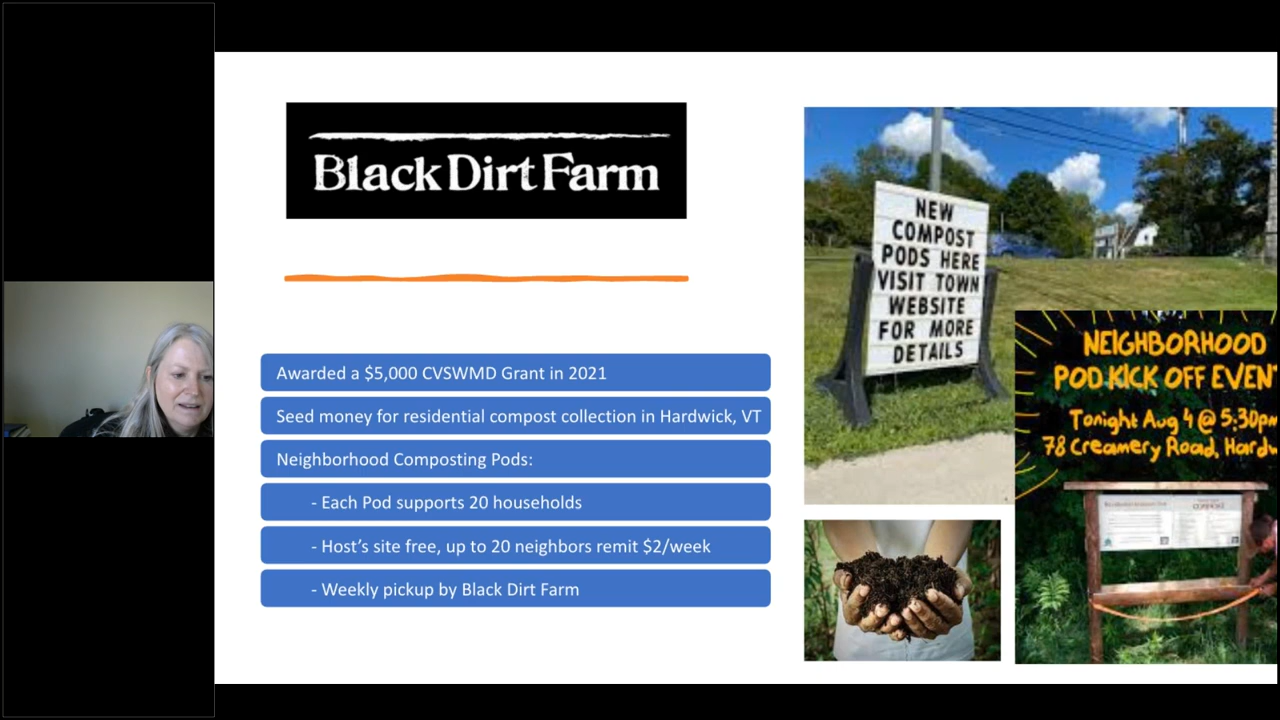 Black Dirt Farm
Awarded a $5,000 CVSWMD Grant in 2021
Seed money for residential compost collection in Hardwick, VT
Neighborhood Composting Pods:
- Each Pod supports 20 households
- Host's site free, up to 20 neighbors remit $2/week
- Weekly pickup by Black Dirt Farm
NEW
COMPOST
PODS HERE
VISIT TOWN
WEBSITE
FOR MORE
DETAILS
NEIGHBORHOOD
POD KICK OFF EVEN
Tonight Aug 4 @ 5:30p
78 Creamery Road, Hard
COMPOST